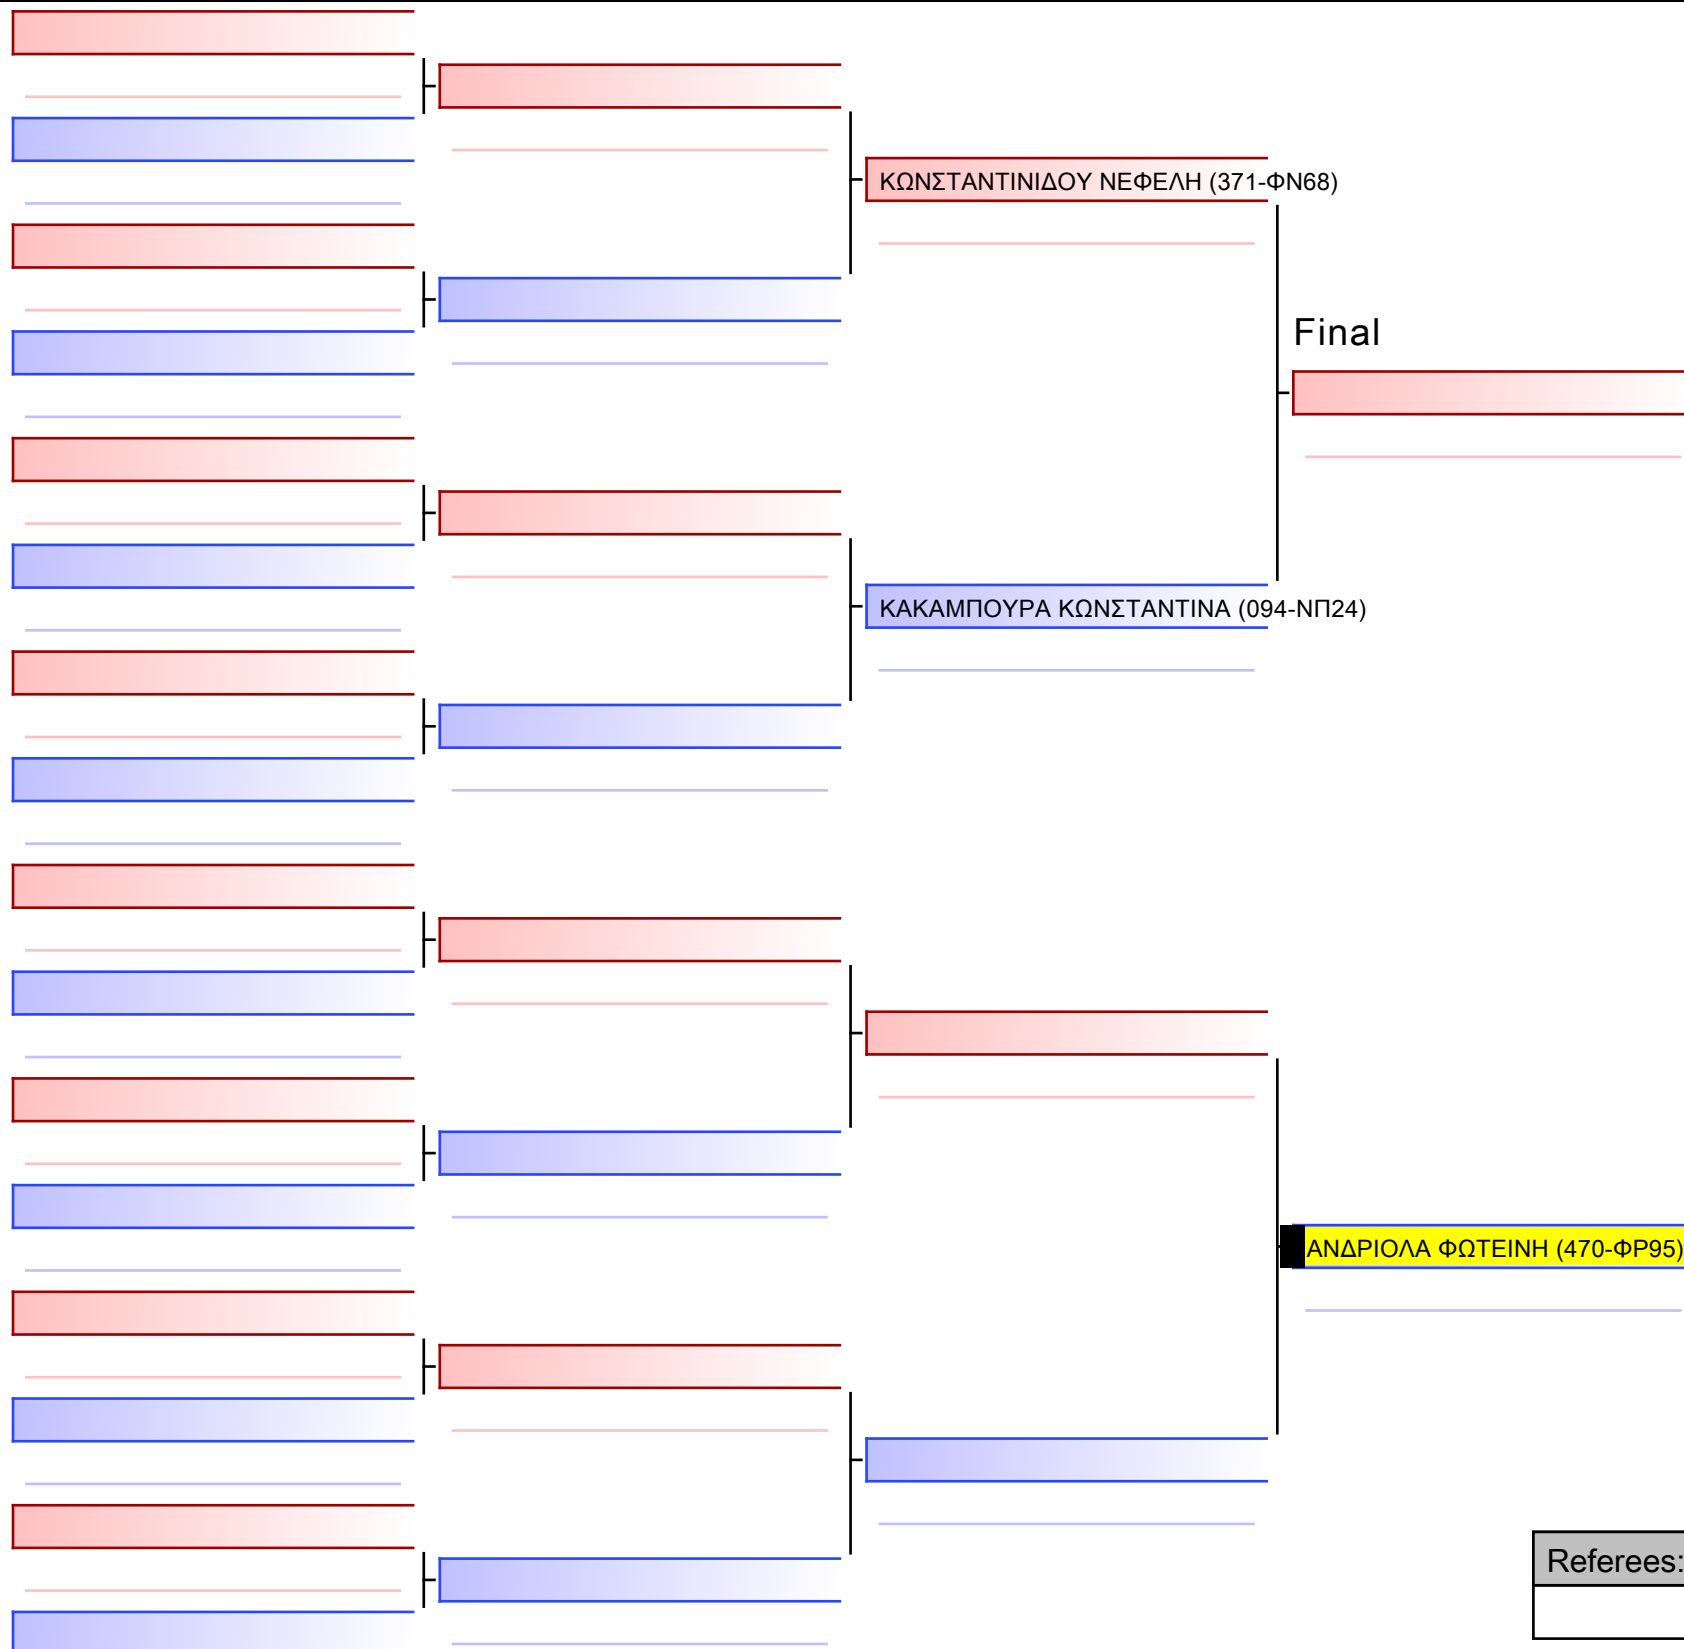 ΚΩΝΣΤΑΝΤΙΝΙΔΟΥ ΝΕΦΕΛΗ (371-ΦΝ68)
Final
ΚΑΚΑΜΠΟΥΡΑ ΚΩΝΣΤΑΝΤΙΝΑ (094-ΝΠ24)
ΑΝΔΡΙΟΛΑ ΦΩΤΕΙΝΗ (470-ΦΡ95)
Referees: